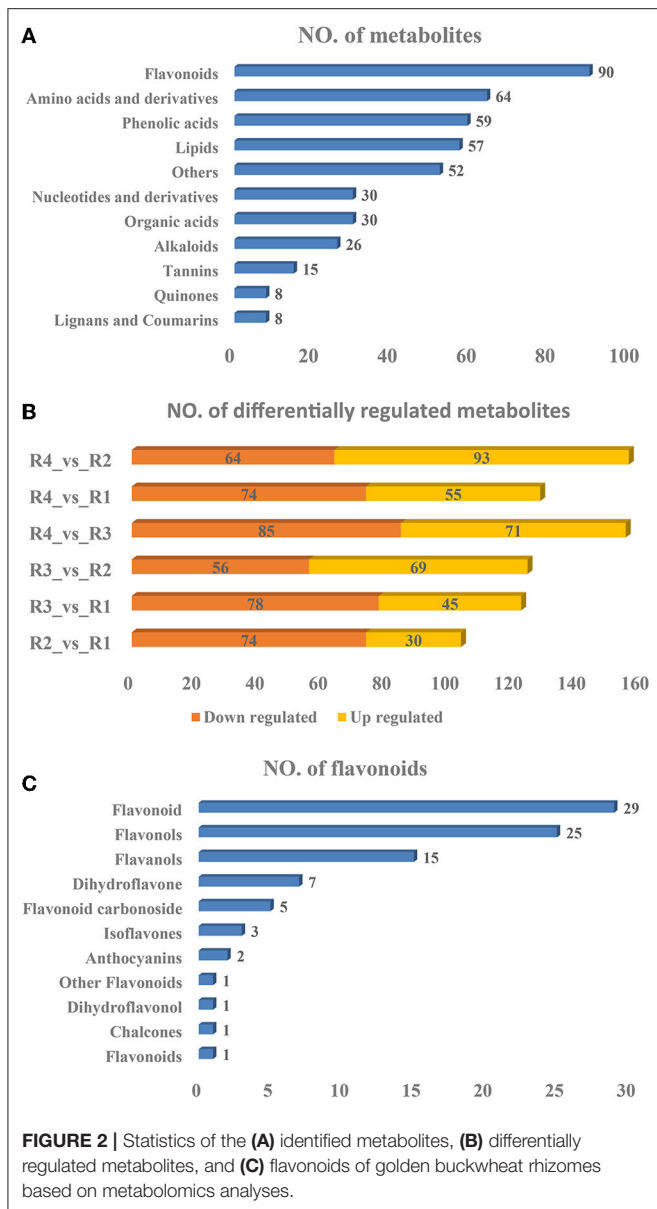 A
NO. of metabolites
Flavonoids 90
Amino acids and derivatives 64
Phenolic acids 59
Lipids 57
Others 52
Nucleotides and derivatives 30
Organic acids 30
Alkaloids 26
Tannins 15
Quinones 8
Lignans and Coumarins 8
0 20 40 60 80 100
B
NO. of differentially regulated metabolites
R4_vs_R2 64 93
R4_vs_R1 74 55
R4_vs_R3 85 71
R3_vs_R2 56 69
R3_vs_R1 78 45
R2_vs_R1 74 30
0 20 40 60 80 100 120 140 160
Down regulated Up regulated
C
NO. of flavonoids
Flavonoid 29
Flavonols 25
Flavanols 15
Dihydroflavone 7
Flavonoid carbonoside 5
Isoflavones 3
Anthocyanins 2
Other Flavonoids 1
Dihydroflavonol 1
Chalcones 1
Flavonoids 1
0 5 10 15 20 25 30
FIGURE 2 | Statistics of the (A) identified metabolites, (B) differentially
regulated metabolites, and (C) flavonoids of golden buckwheat rhizomes
based on metabolomics analyses.